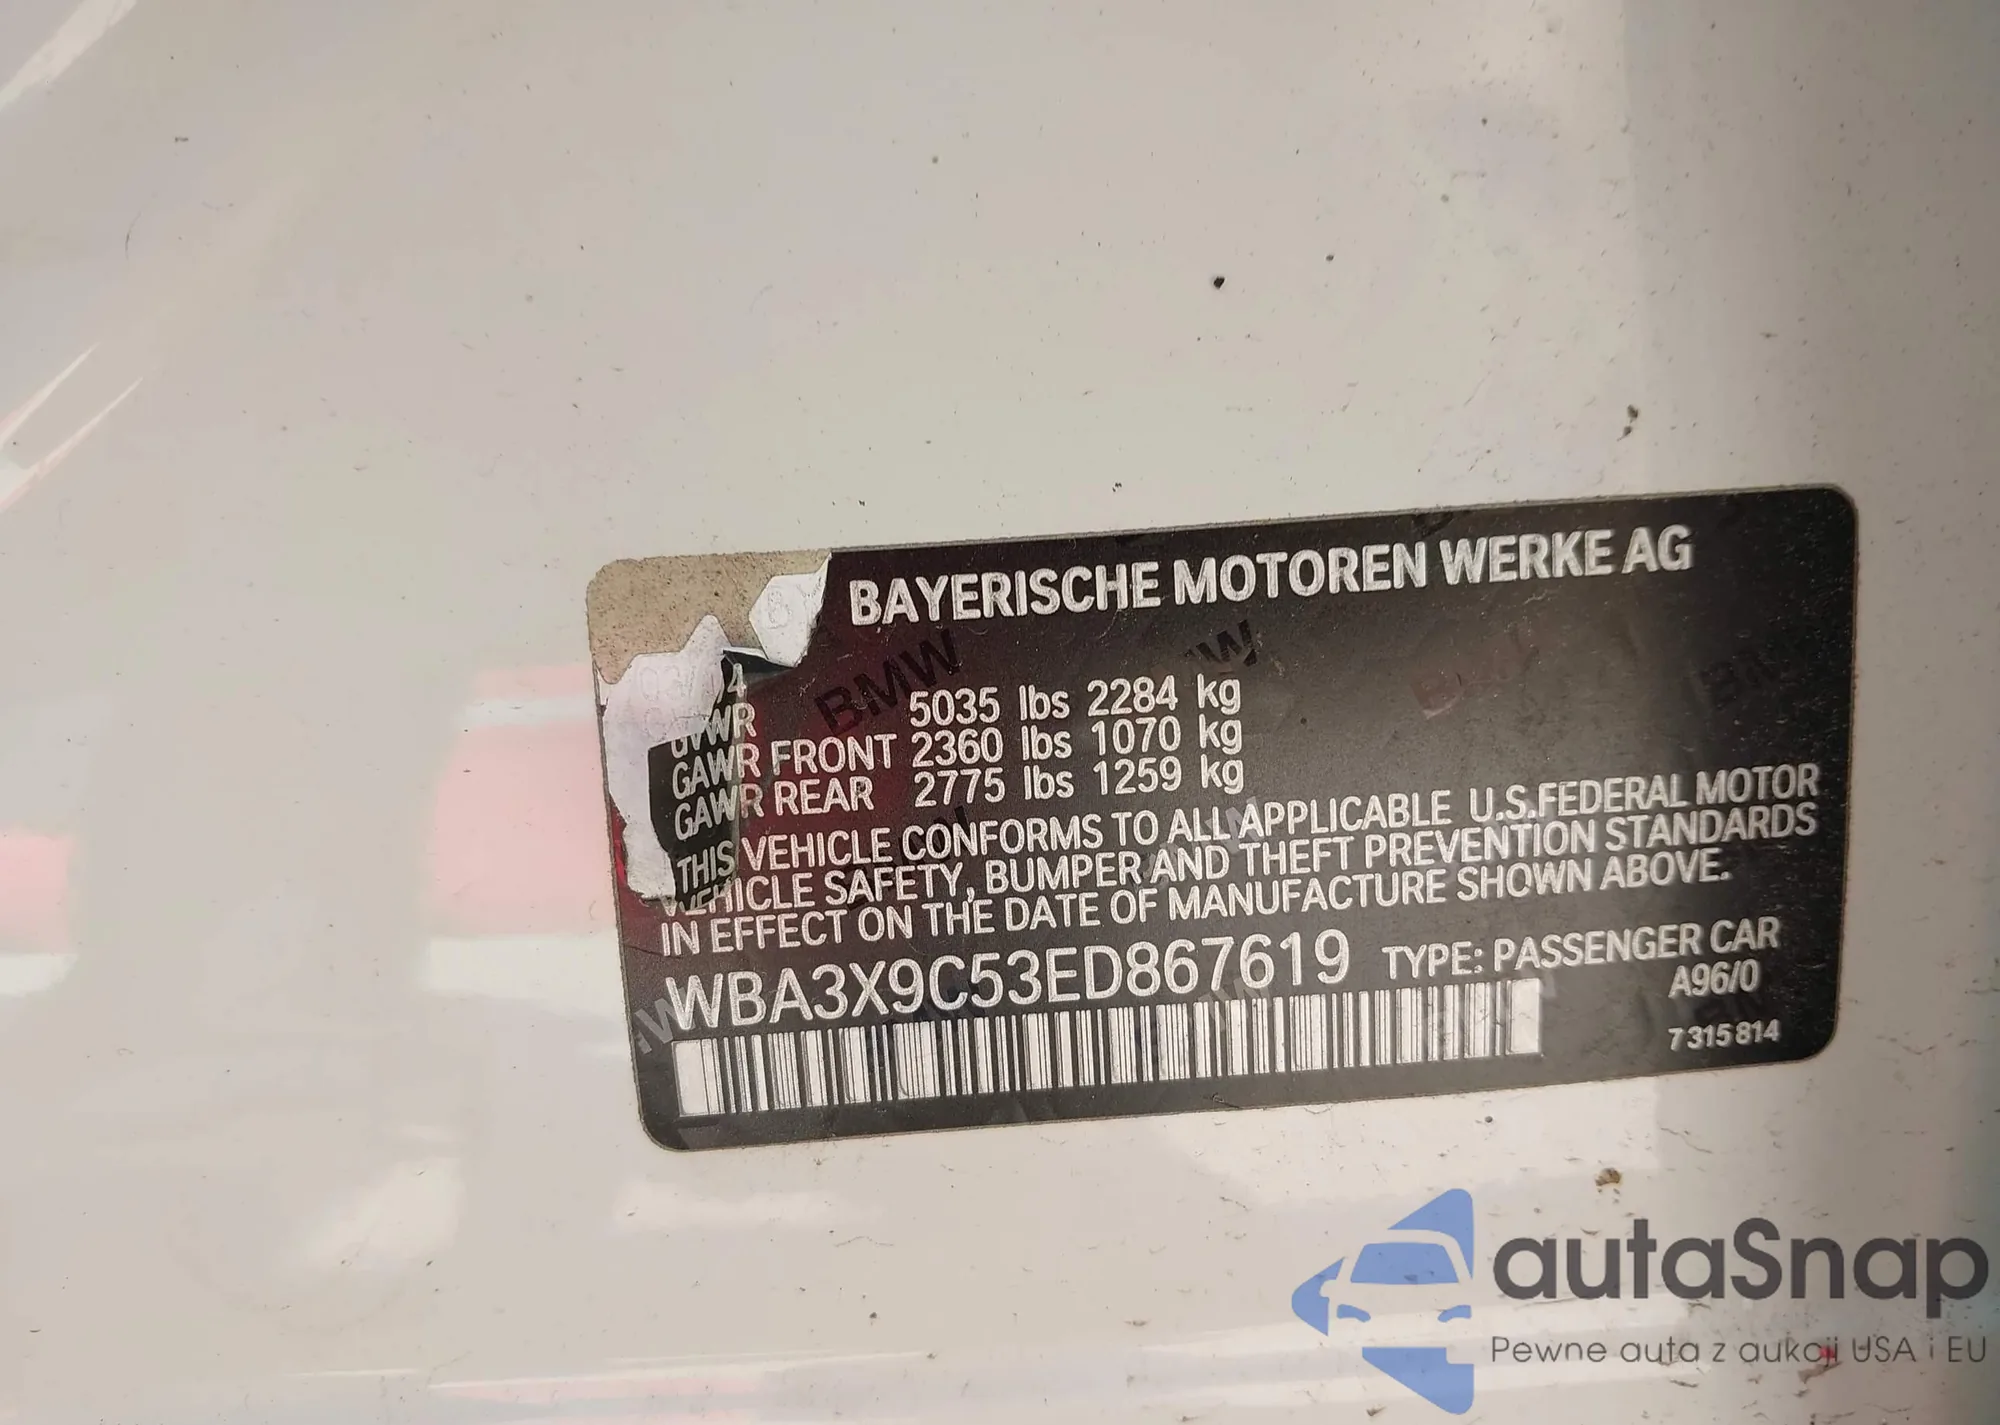 BAYERISCHE MOTOREN WERKE AG
GVWR 5035 lbs 2284 kg
GAWR FRONT 2360 lbs 1070 kg
GAWR REAR 2775 lbs 1259 kg
THIS VEHICLE CONFORMS TO ALL APPLICABLE U.S.FEDERAL MOTOR
VEHICLE SAFETY, BUMPER AND THEFT PREVENTION STANDARDS
IN EFFECT ON THE DATE OF MANUFACTURE SHOWN ABOVE.
WBA3X9C53ED867619 TYPE: PASSENGER CAR
A96/0
7 315 814
autaSnap
Pewne auta z aukcji USA i EU